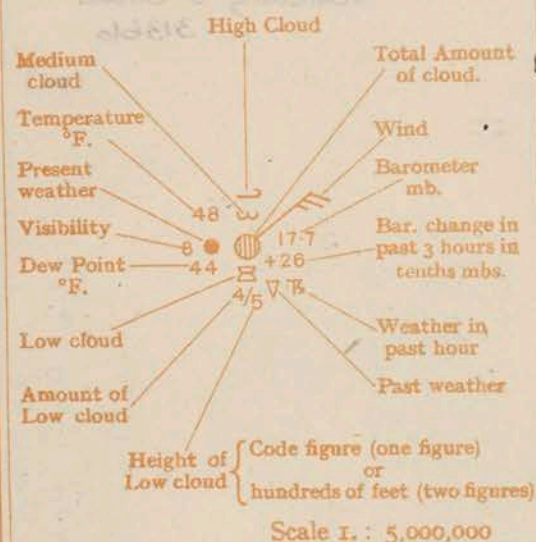 High Cloud
Medium
cloud
Total Amount
of cloud.
Temperature
°F.
Wind
Present
weather
Barometer
mb.
48
Visibility
8
17·7
Bar. change in
past 3 hours in
tenths mbs.
+26
Dew Point
°F.
44
4/5
Low cloud
Weather in
past hour
Amount of
Low cloud
Past weather
Height of
Low cloud
Code figure (one figure)
or
hundreds of feet (two figures)
Scale 1. : 5,000,000